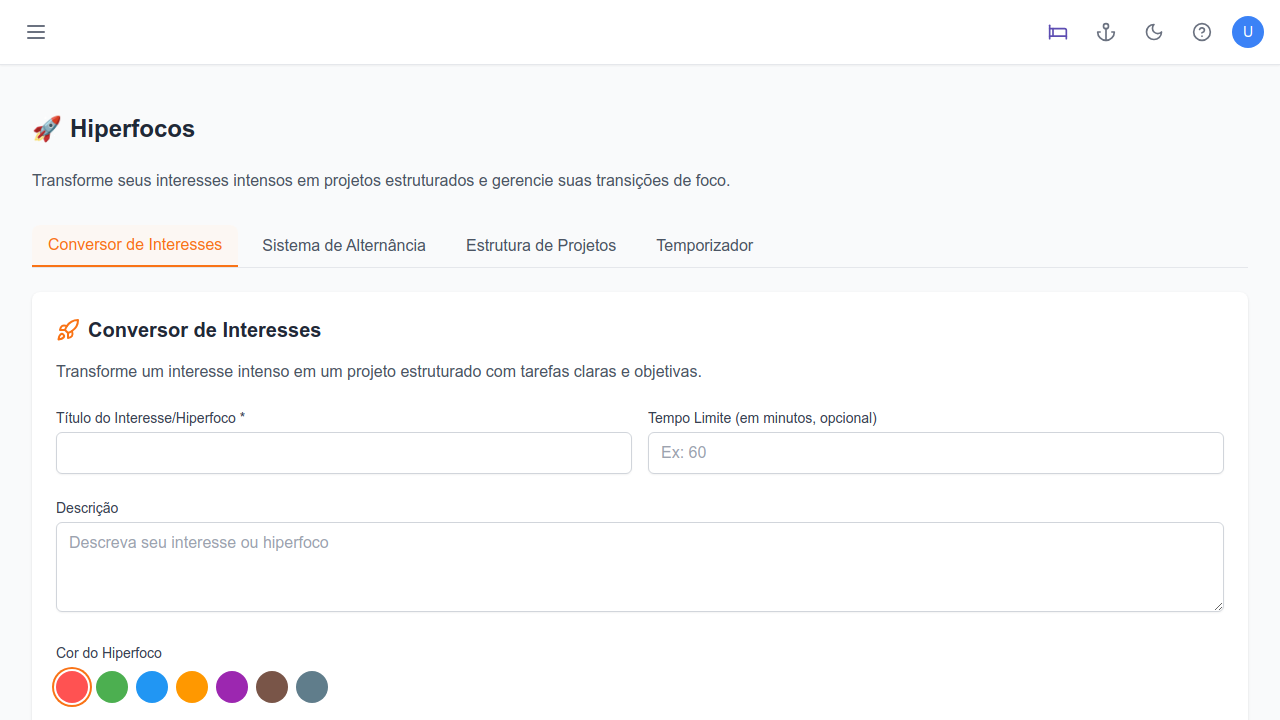 U
🚀 Hiperfocos
Transforme seus interesses intensos em projetos estruturados e gerencie suas transições de foco.
Conversor de Interesses
Sistema de Alternância
Estrutura de Projetos
Temporizador
Conversor de Interesses
Transforme um interesse intenso em um projeto estruturado com tarefas claras e objetivas.
Título do Interesse/Hiperfoco *
Tempo Limite (em minutos, opcional)
Ex: 60
Descrição
Descreva seu interesse ou hiperfoco
Cor do Hiperfoco